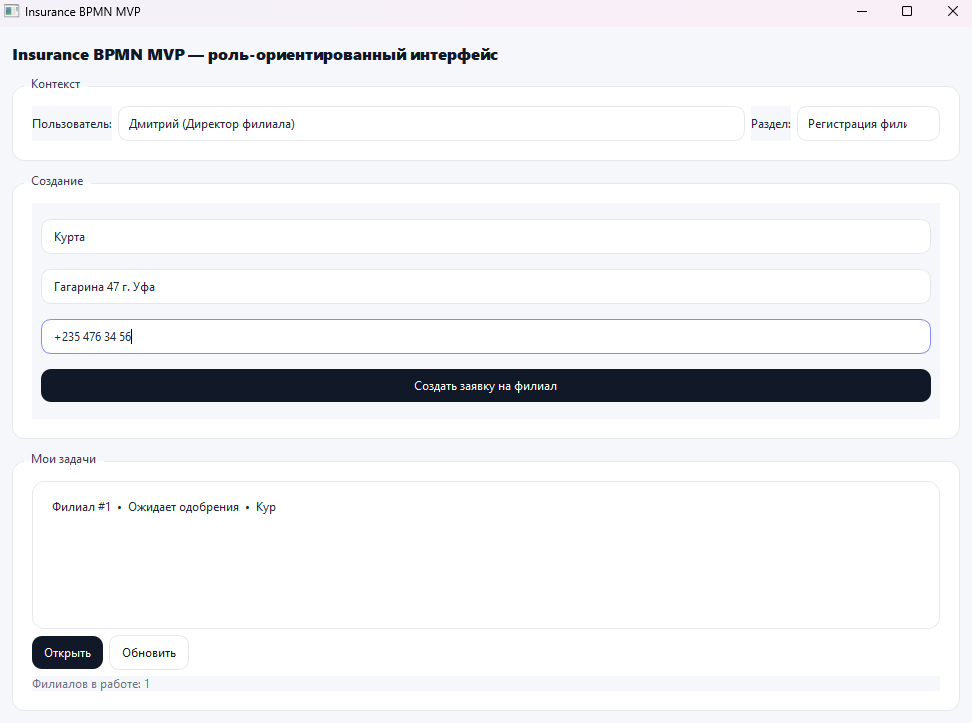 Insurance BPMN MVP
Insurance BPMN MVP — роль-ориентированный интерфейс
Контекст
Пользователь: Дмитрий (Директор филиала) Раздел: Регистрация фили
Создание
Курта
Гагарина 47 г. Уфа
+235 476 34 56
Создать заявку на филиал
Мои задачи
Филиал #1 • Ожидает одобрения • Кур
Открыть Обновить
Филиалов в работе: 1